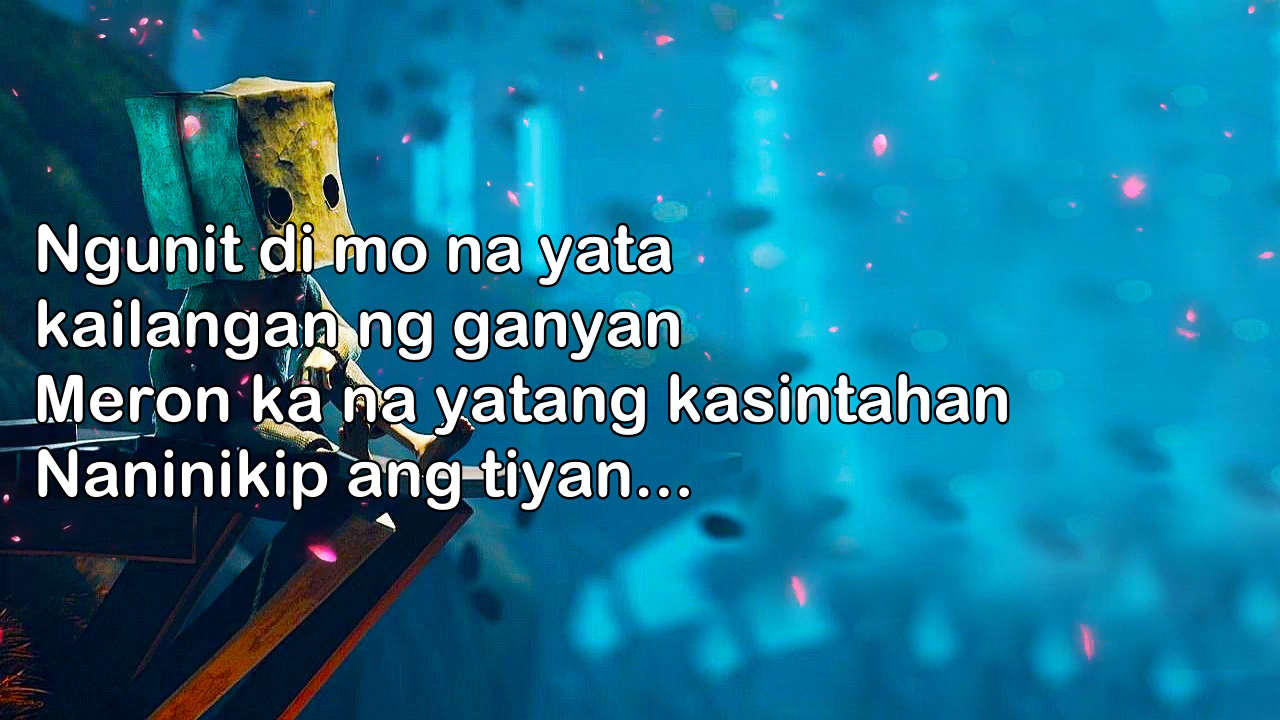 Ngunit di mo na yata
kailangan ng ganyan
Meron ka na yatang kasintahan
Naninikip ang tiyan...